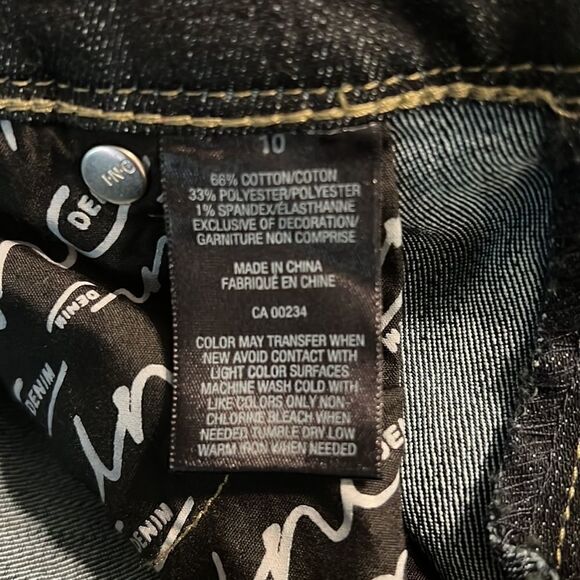 10
66% COTTON/COTON
33% POLYESTER/POLYESTER
1% SPANDEX/ÉLASTHANNE
EXCLUSIVE OF DECORATION/
GARNITURE NON COMPRISE
MADE IN CHINA
FABRIQUÉ EN CHINE
CA 00234
COLOR MAY TRANSFER WHEN
NEW AVOID CONTACT WITH
LIGHT COLOR SURFACES
MACHINE WASH COLD WITH
LIKE COLORS ONLY NON-
CHLORINE BLEACH WHEN
NEEDED TUMBLE DRY LOW
WARM IRON WHEN NEEDED
DENIM
DENIM
DENIM